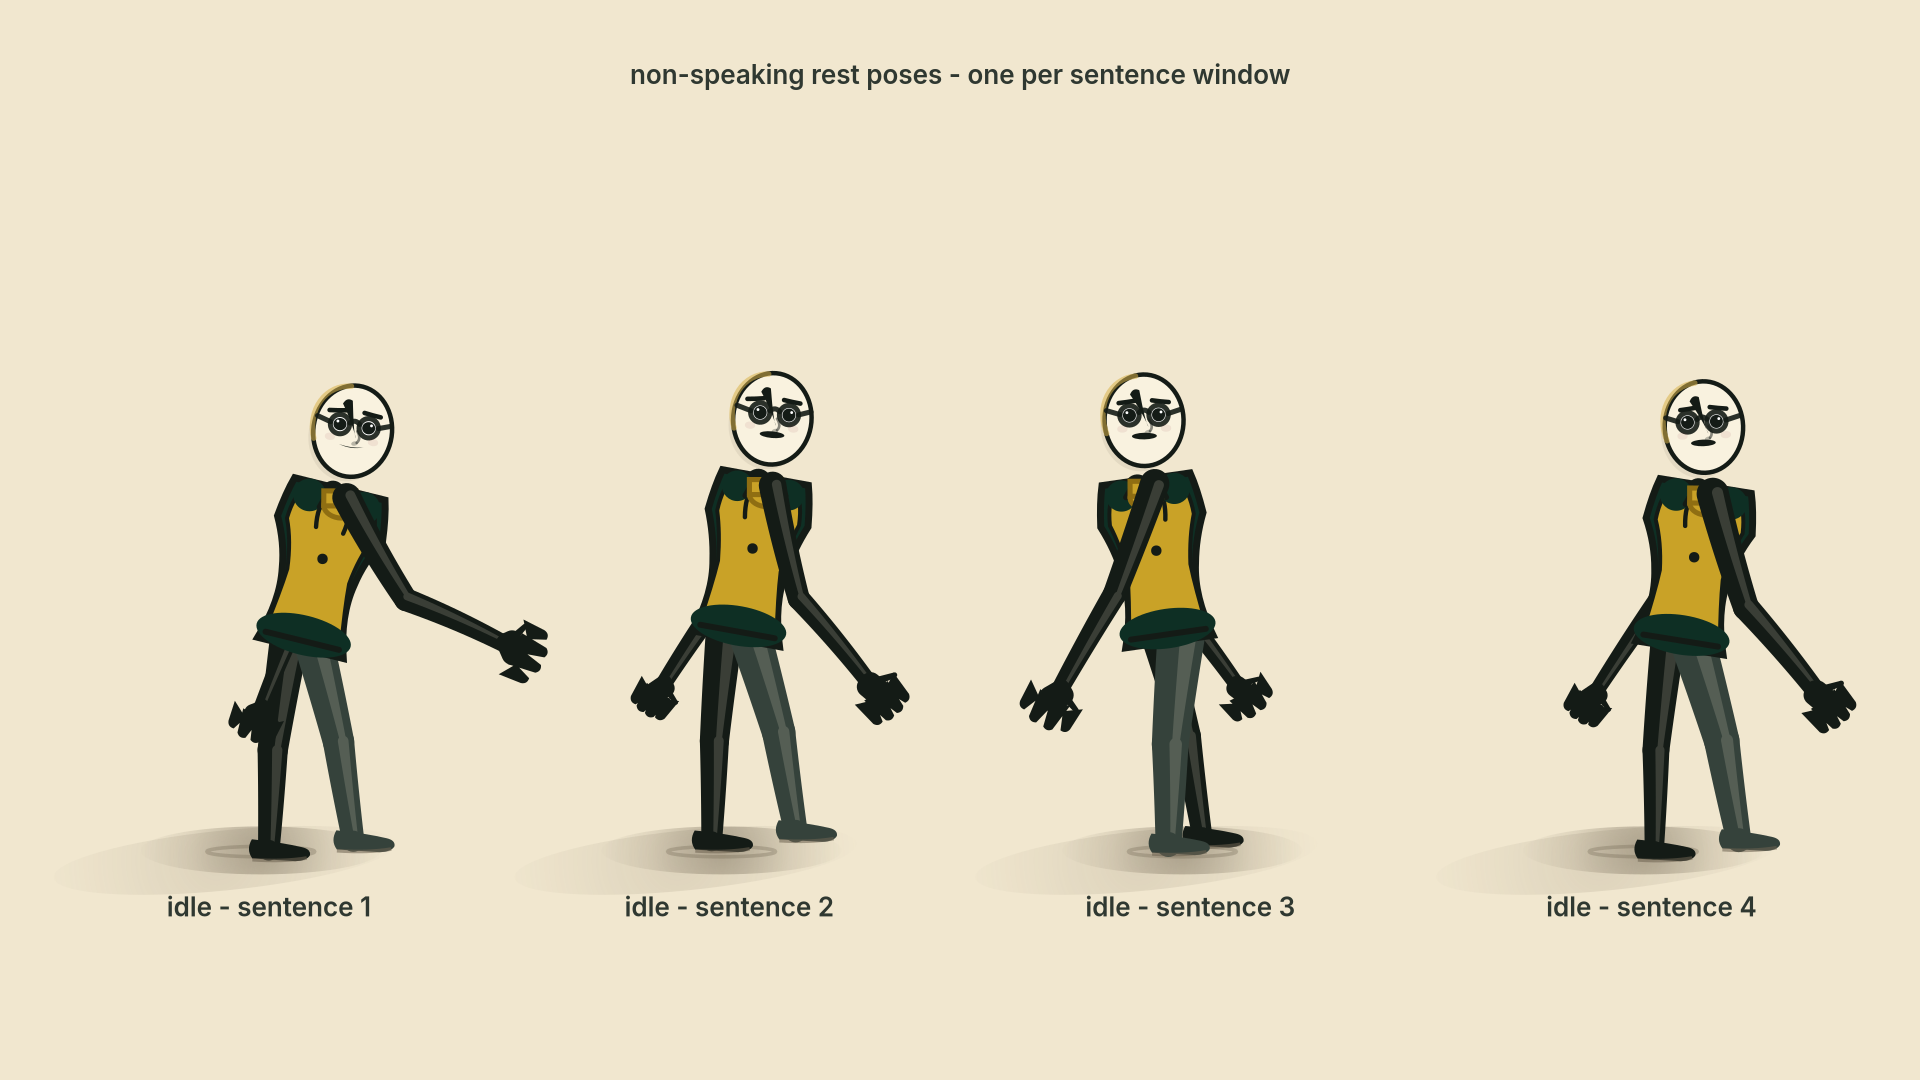 non-speaking rest poses - one per sentence window
idle - sentence 1
idle - sentence 2
idle - sentence 3
idle - sentence 4